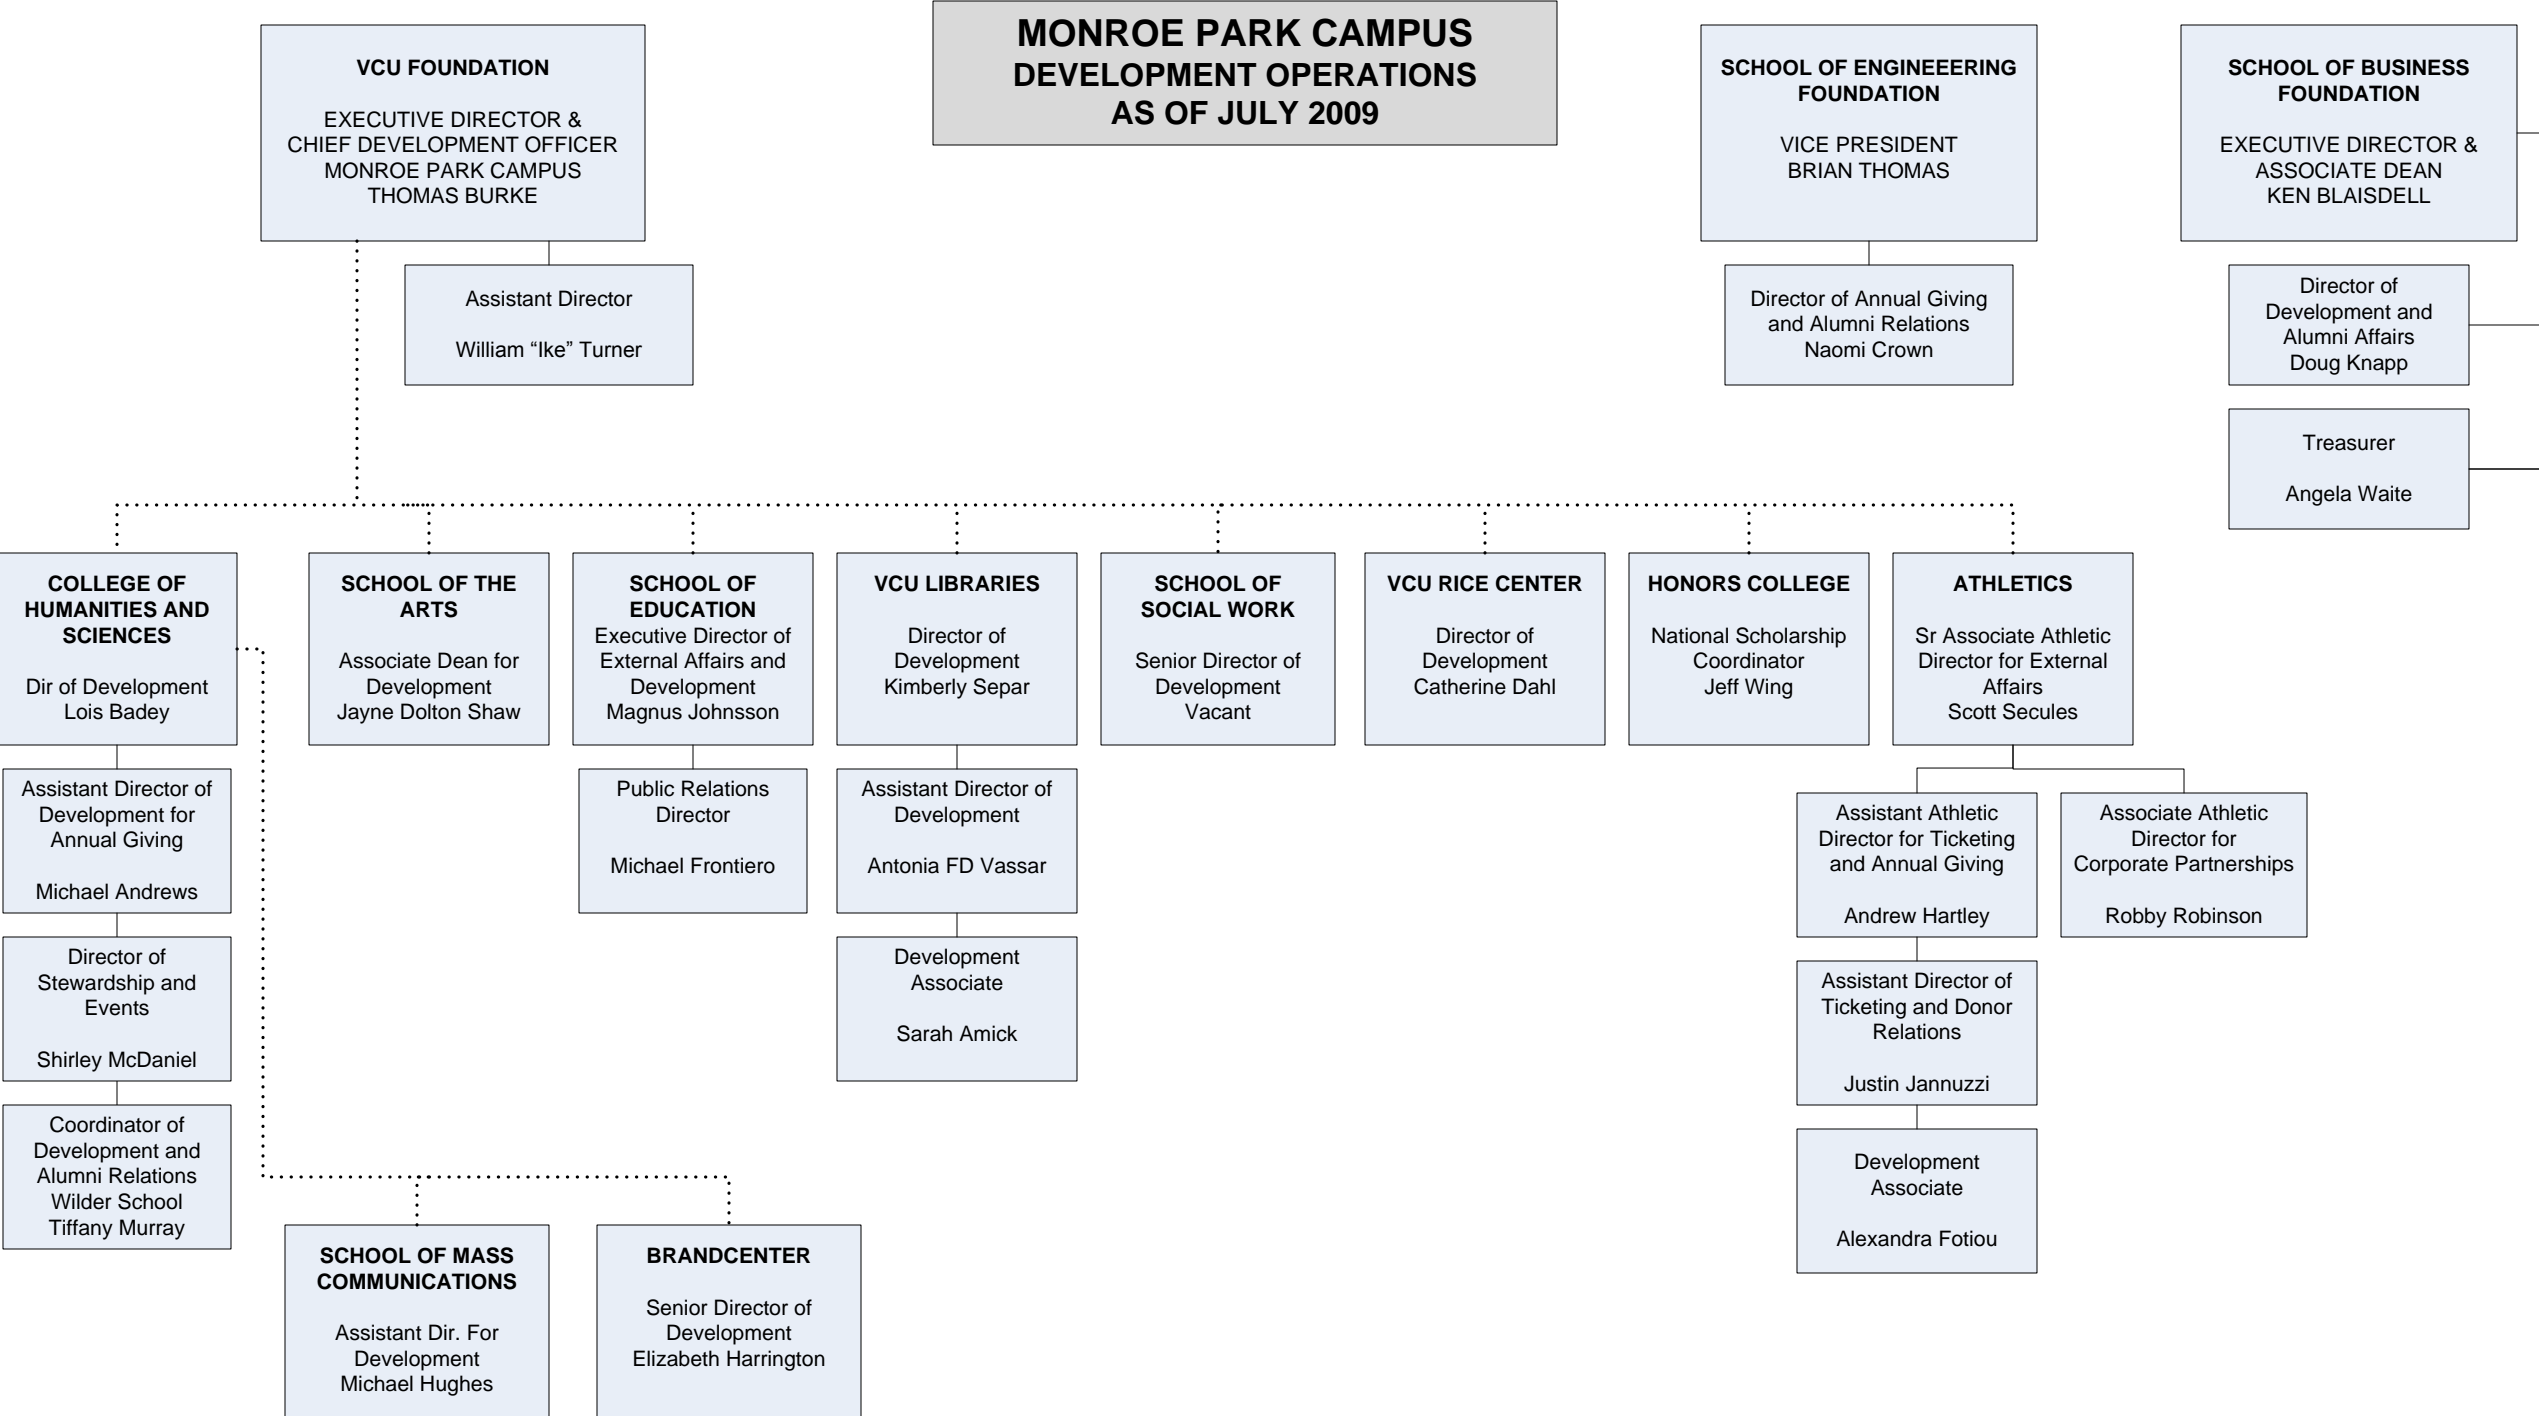 MONROE PARK CAMPUS
DEVELOPMENT OPERATIONS
AS OF JULY 2009
VCU FOUNDATION
EXECUTIVE DIRECTOR &
CHIEF DEVELOPMENT OFFICER
MONROE PARK CAMPUS
THOMAS BURKE
Assistant Director
William “Ike” Turner
SCHOOL OF ENGINEEERING
FOUNDATION
VICE PRESIDENT
BRIAN THOMAS
Director of Annual Giving
and Alumni Relations
Naomi Crown
SCHOOL OF BUSINESS
FOUNDATION
EXECUTIVE DIRECTOR &
ASSOCIATE DEAN
KEN BLAISDELL
Director of
Development and
Alumni Affairs
Doug Knapp
Treasurer
Angela Waite
COLLEGE OF
HUMANITIES AND
SCIENCES
Dir of Development
Lois Badey
Assistant Director of
Development for
Annual Giving
Michael Andrews
Director of
Stewardship and
Events
Shirley McDaniel
Coordinator of
Development and
Alumni Relations
Wilder School
Tiffany Murray
SCHOOL OF THE
ARTS
Associate Dean for
Development
Jayne Dolton Shaw
SCHOOL OF
EDUCATION
Executive Director of
External Affairs and
Development
Magnus Johnsson
Public Relations
Director
Michael Frontiero
VCU LIBRARIES
Director of
Development
Kimberly Separ
Assistant Director of
Development
Antonia FD Vassar
Development
Associate
Sarah Amick
SCHOOL OF
SOCIAL WORK
Senior Director of
Development
Vacant
VCU RICE CENTER
Director of
Development
Catherine Dahl
HONORS COLLEGE
National Scholarship
Coordinator
Jeff Wing
ATHLETICS
Sr Associate Athletic
Director for External
Affairs
Scott Secules
Assistant Athletic
Director for Ticketing
and Annual Giving
Andrew Hartley
Associate Athletic
Director for
Corporate Partnerships
Robby Robinson
Assistant Director of
Ticketing and Donor
Relations
Justin Jannuzzi
Development
Associate
Alexandra Fotiou
SCHOOL OF MASS
COMMUNICATIONS
Assistant Dir. For
Development
Michael Hughes
BRANDCENTER
Senior Director of
Development
Elizabeth Harrington